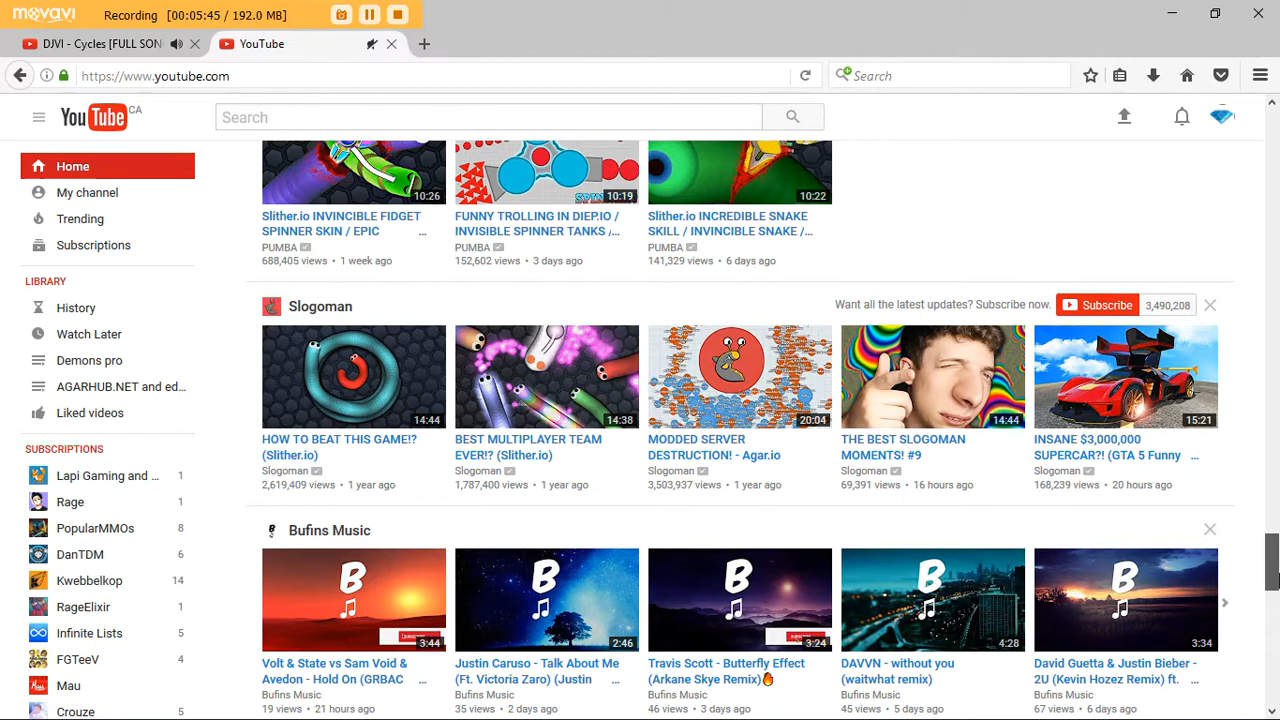 movavi
Recording [00:05:45 / 192.0 MB]
DJVI - Cycles [FULL SON
YouTube
https://www.youtube.com
Search
YouTube CA
Search
Home
My channel
Trending
Subscriptions
LIBRARY
History
Watch Later
Demons pro
AGARHUB.NET and ed...
Liked videos
SUBSCRIPTIONS
Lapi Gaming and ... 1
Rage 1
PopularMMOs 8
DanTDM 6
Kwebbelkop 14
RageElixir 1
Infinite Lists 5
FGTeeV 4
Mau 1
Crouze 5
10:26
Slither.io INVINCIBLE FIDGET
SPINNER SKIN / EPIC ...
PUMBA
688,405 views • 1 week ago
10:19
FUNNY TROLLING IN DIEP.IO /
INVISIBLE SPINNER TANKS /...
PUMBA
152,602 views • 3 days ago
10:22
Slither.io INCREDIBLE SNAKE
SKILL / INVINCIBLE SNAKE /...
PUMBA
141,329 views • 6 days ago
Slogoman
Want all the latest updates? Subscribe now.
Subscribe
3,490,208
14:44
HOW TO BEAT THIS GAME!?
(Slither.io)
Slogoman
2,619,409 views • 1 year ago
14:38
BEST MULTIPLAYER TEAM
EVER!? (Slither.io)
Slogoman
1,787,400 views • 1 year ago
20:04
MODDED SERVER
DESTRUCTION! - Agar.io
Slogoman
3,503,937 views • 1 year ago
14:44
THE BEST SLOGOMAN
MOMENTS! #9
Slogoman
69,391 views • 16 hours ago
15:21
INSANE $3,000,000
SUPERCAR?! (GTA 5 Funny ...
Slogoman
168,239 views • 20 hours ago
Bufins Music
B
3:44
Volt & State vs Sam Void &
Avedon - Hold On (GRBAC ...
Bufins Music
19 views • 21 hours ago
B
2:46
Justin Caruso - Talk About Me
(Ft. Victoria Zaro) (Justin ...
Bufins Music
35 views • 2 days ago
B
3:24
Travis Scott - Butterfly Effect
(Arkane Skye Remix)🔥
Bufins Music
46 views • 3 days ago
B
4:28
DAVVN - without you
(waitwhat remix)
Bufins Music
45 views • 5 days ago
B
3:34
David Guetta & Justin Bieber -
2U (Kevin Hozez Remix) ft. ...
Bufins Music
67 views • 6 days ago